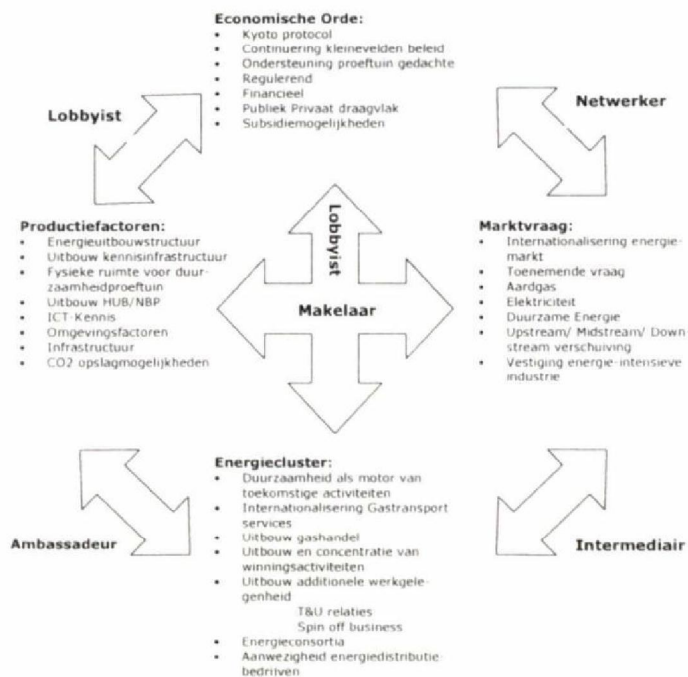 Economische Orde:
• Kyoto protocol
• Continuering kleinevelden beleid
• Ondersteuning proeftuin gedachte
• Regulerend
• Financieel
• Publiek Privaat draagvlak
• Subsidiemogelijkheden
Lobbyist
Netwerker
Productiefactoren:
• Energieuitbouwstructuur
• Uitbouw kennisinfrastructuur
• Fysieke ruimte voor duur-
zaamheidproeftuin
• Uitbouw HUB/NBP
• ICT-Kennis
• Omgevingsfactoren
• Infrastructuur
• CO2 opslagmogelijkheden
Lobbyist
Makelaar
Marktvraag:
• Internationalisering energie-
markt
• Toenemende vraag
• Aardgas
• Elektriciteit
• Duurzame Energie
• Upstream/ Midstream/ Down
stream verschuiving
• Vestiging energie-intensieve
industrie
Energiecluster:
• Duurzaamheid als motor van
toekomstige activiteiten
• Internationalisering Gastransport
services
• Uitbouw gashandel
• Uitbouw en concentratie van
winningsactiviteiten
• Uitbouw additionele werkgele-
genheid
T&U relaties
Spin off business
• Energieconsortia
• Aanwezigheid energiedistributie
bedrijven
Ambassadeur
Intermediair